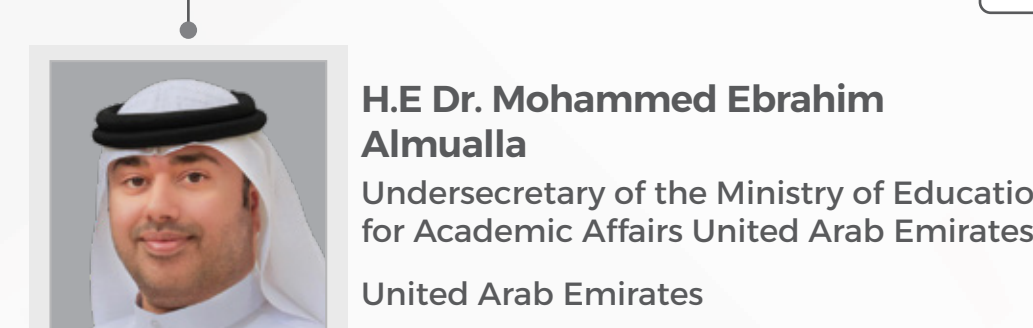 H.E Dr. Mohammed Ebrahim
Almualla
Undersecretary of the Ministry of Educatio
for Academic Affairs United Arab Emirates
United Arab Emirates